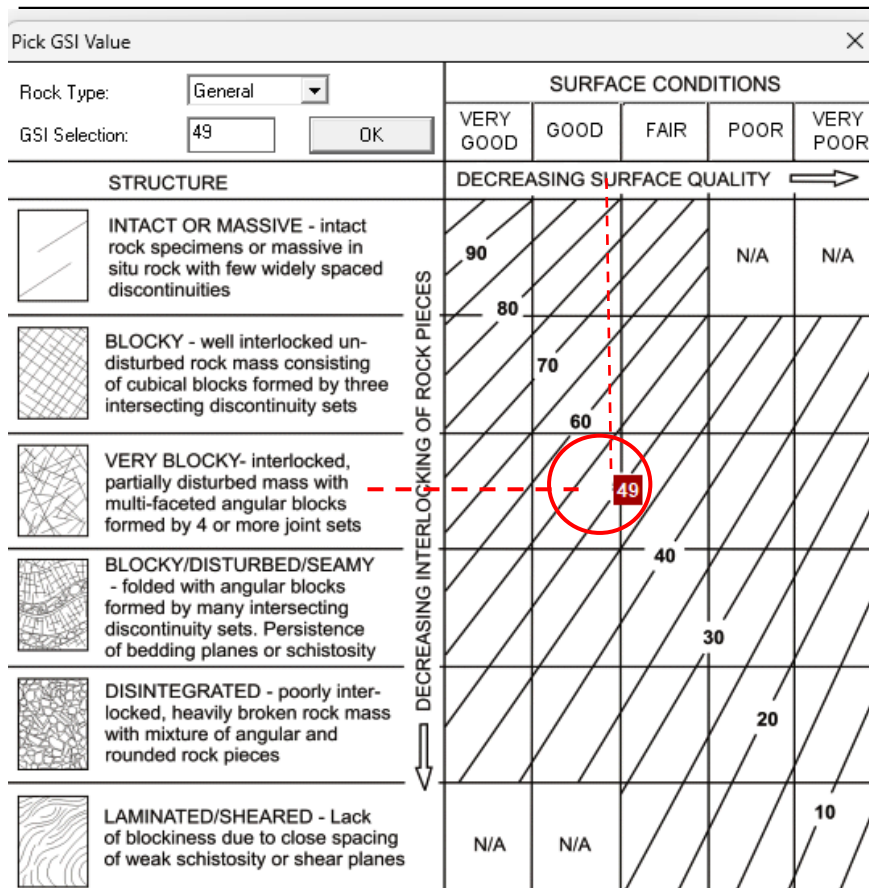 Pick GSI Value
Rock Type:
General
GSI Selection:
49
OK
SURFACE CONDITIONS
VERY
GOOD
GOOD
FAIR
POOR
VERY
POOR
STRUCTURE
DECREASING SURFACE QUALITY
DECREASING INTERLOCKING OF ROCK PIECES
INTACT OR MASSIVE - intact
rock specimens or massive in
situ rock with few widely spaced
discontinuities
90
80
N/A
N/A
BLOCKY - well interlocked un-
disturbed rock mass consisting
of cubical blocks formed by three
intersecting discontinuity sets
70
60
VERY BLOCKY- interlocked,
partially disturbed mass with
multi-faceted angular blocks
formed by 4 or more joint sets
49
BLOCKY/DISTURBED/SEAMY
- folded with angular blocks
formed by many intersecting
discontinuity sets. Persistence
of bedding planes or schistosity
40
30
DISINTEGRATED - poorly inter-
locked, heavily broken rock mass
with mixture of angular and
rounded rock pieces
20
LAMINATED/SHEARED - Lack
of blockiness due to close spacing
of weak schistosity or shear planes
N/A
N/A
10